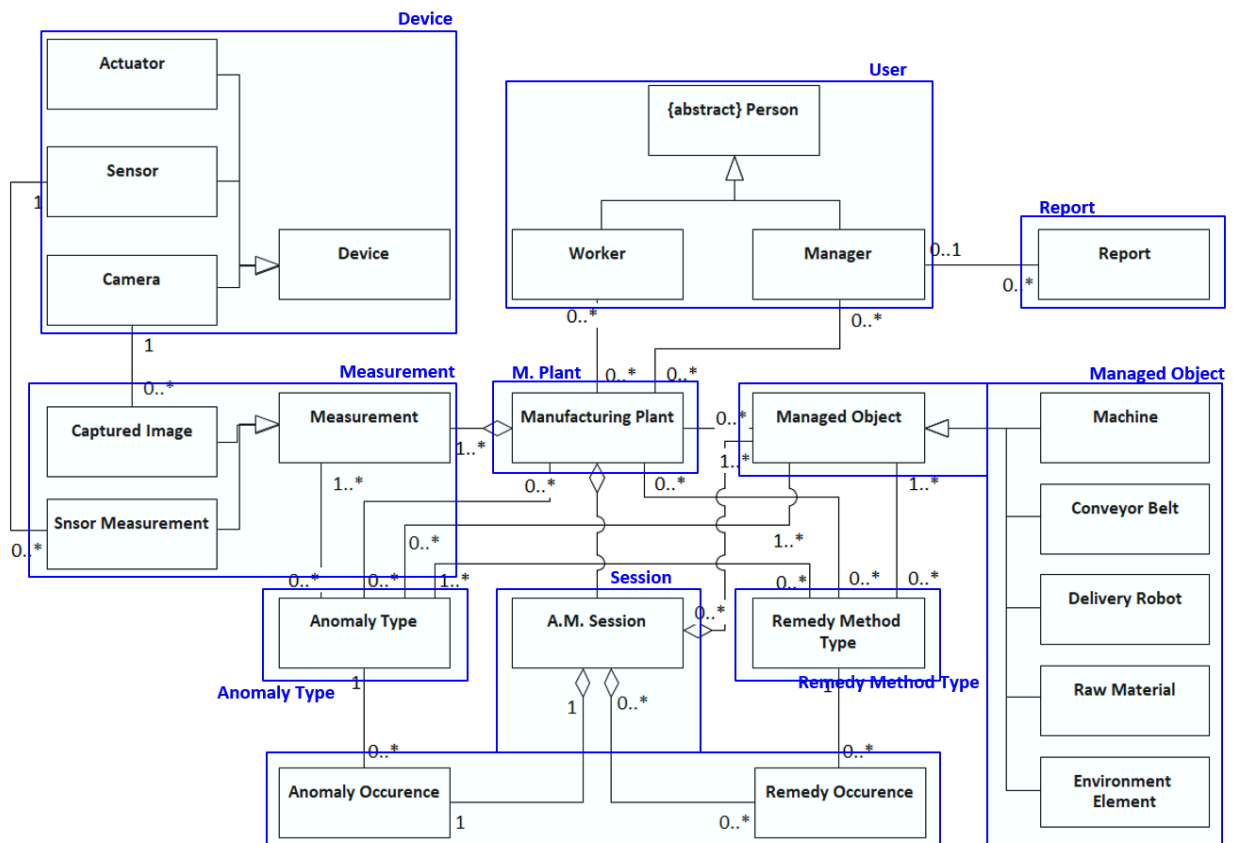 Device
Actuator
User
{abstract} Person
Sensor
1
Report
Device
Worker
Manager
0..1
Report
Camera
0..*
0..*
0..*
1
M. Plant
Measurement
0..*
0..*
0..*
Managed Object
Captured Image
Measurement
Manufacturing Plant
0..*
Managed Object
Machine
1..*
1..*
1..*
0..*
0..*
1..*
Snsor Measurement
Conveyor Belt
0..*
0..*
1..*
0..*
0..*
1..*
Session
0..*
0..*
0..*
Delivery Robot
Anomaly Type
A.M. Session
0..*
Remedy Method
Type
1
Anomaly Type
Remedy Method Type
1
Raw Material
1
0..*
0..*
0..*
Anomaly Occurence
Remedy Occurence
Environment
Element
1
0..*